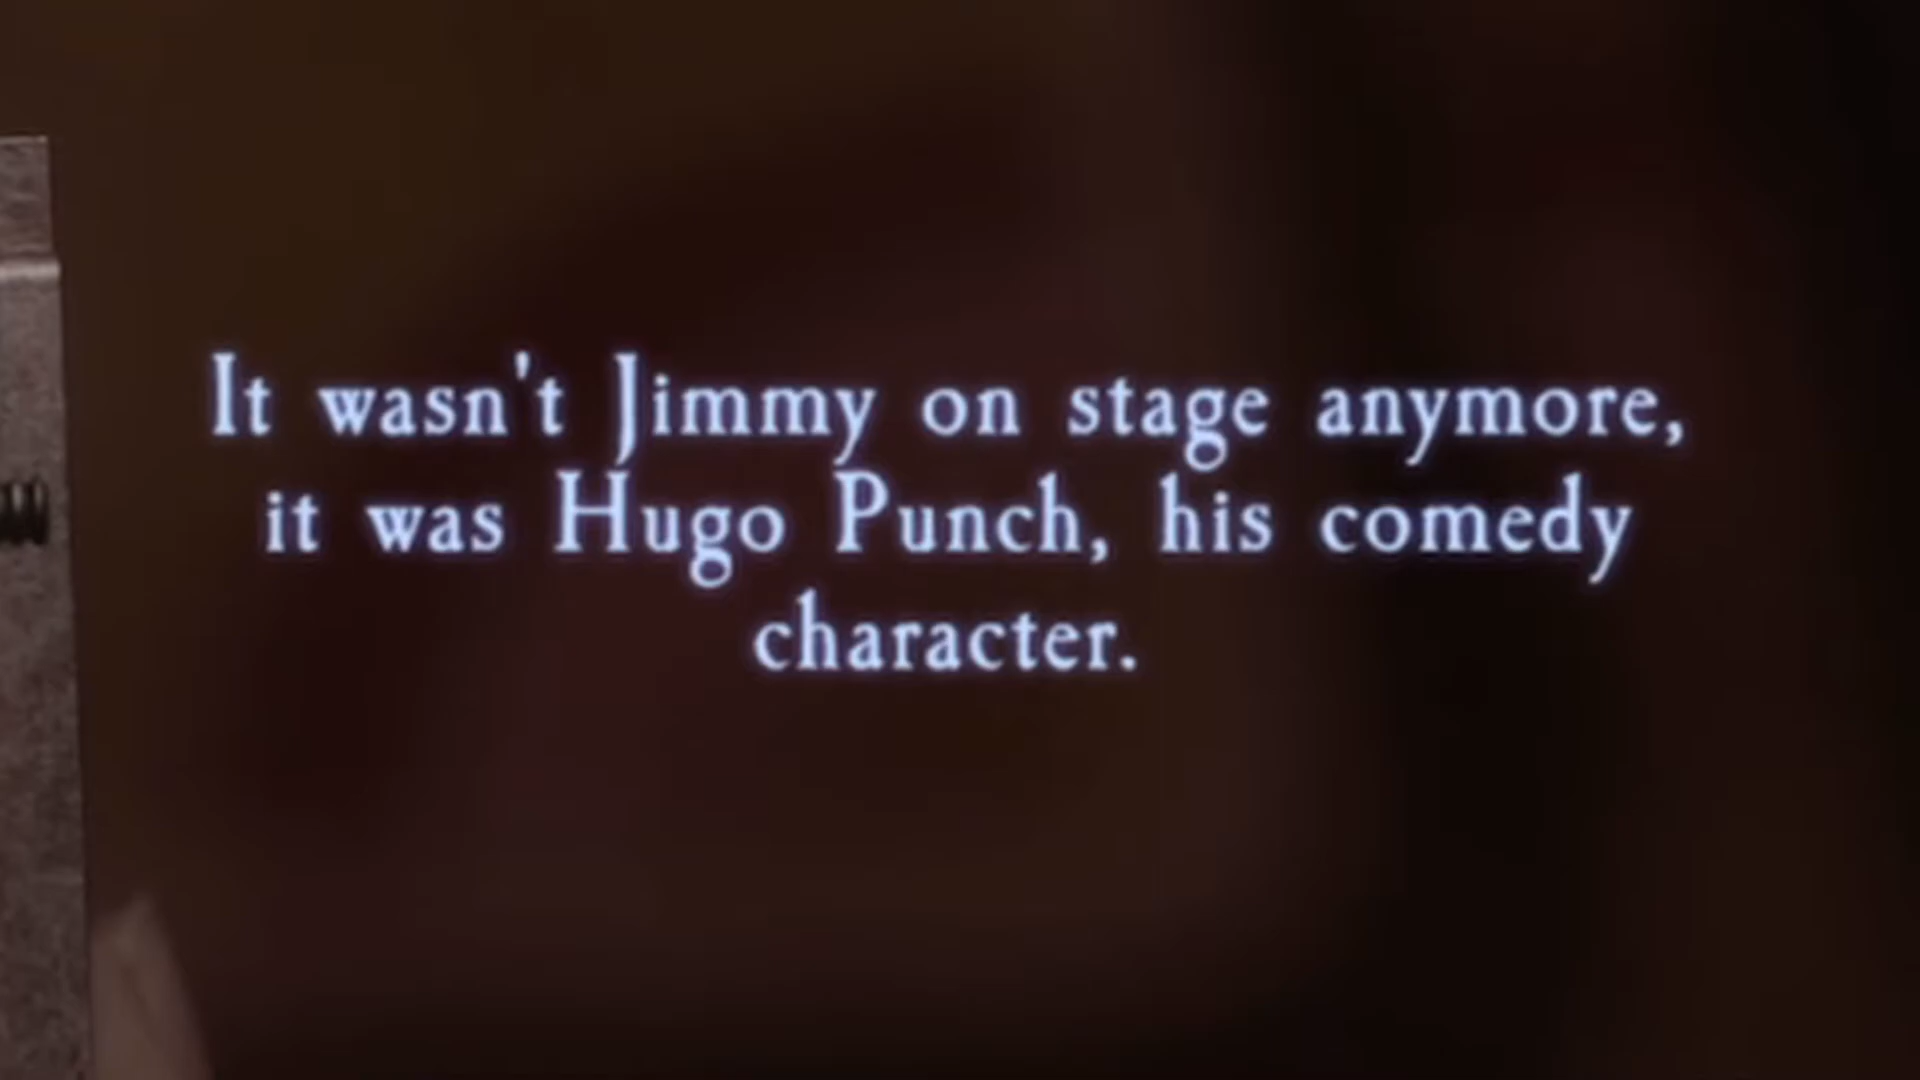 It wasn't Jimmy on stage anymore,
it was Hugo Punch, his comedy
character.